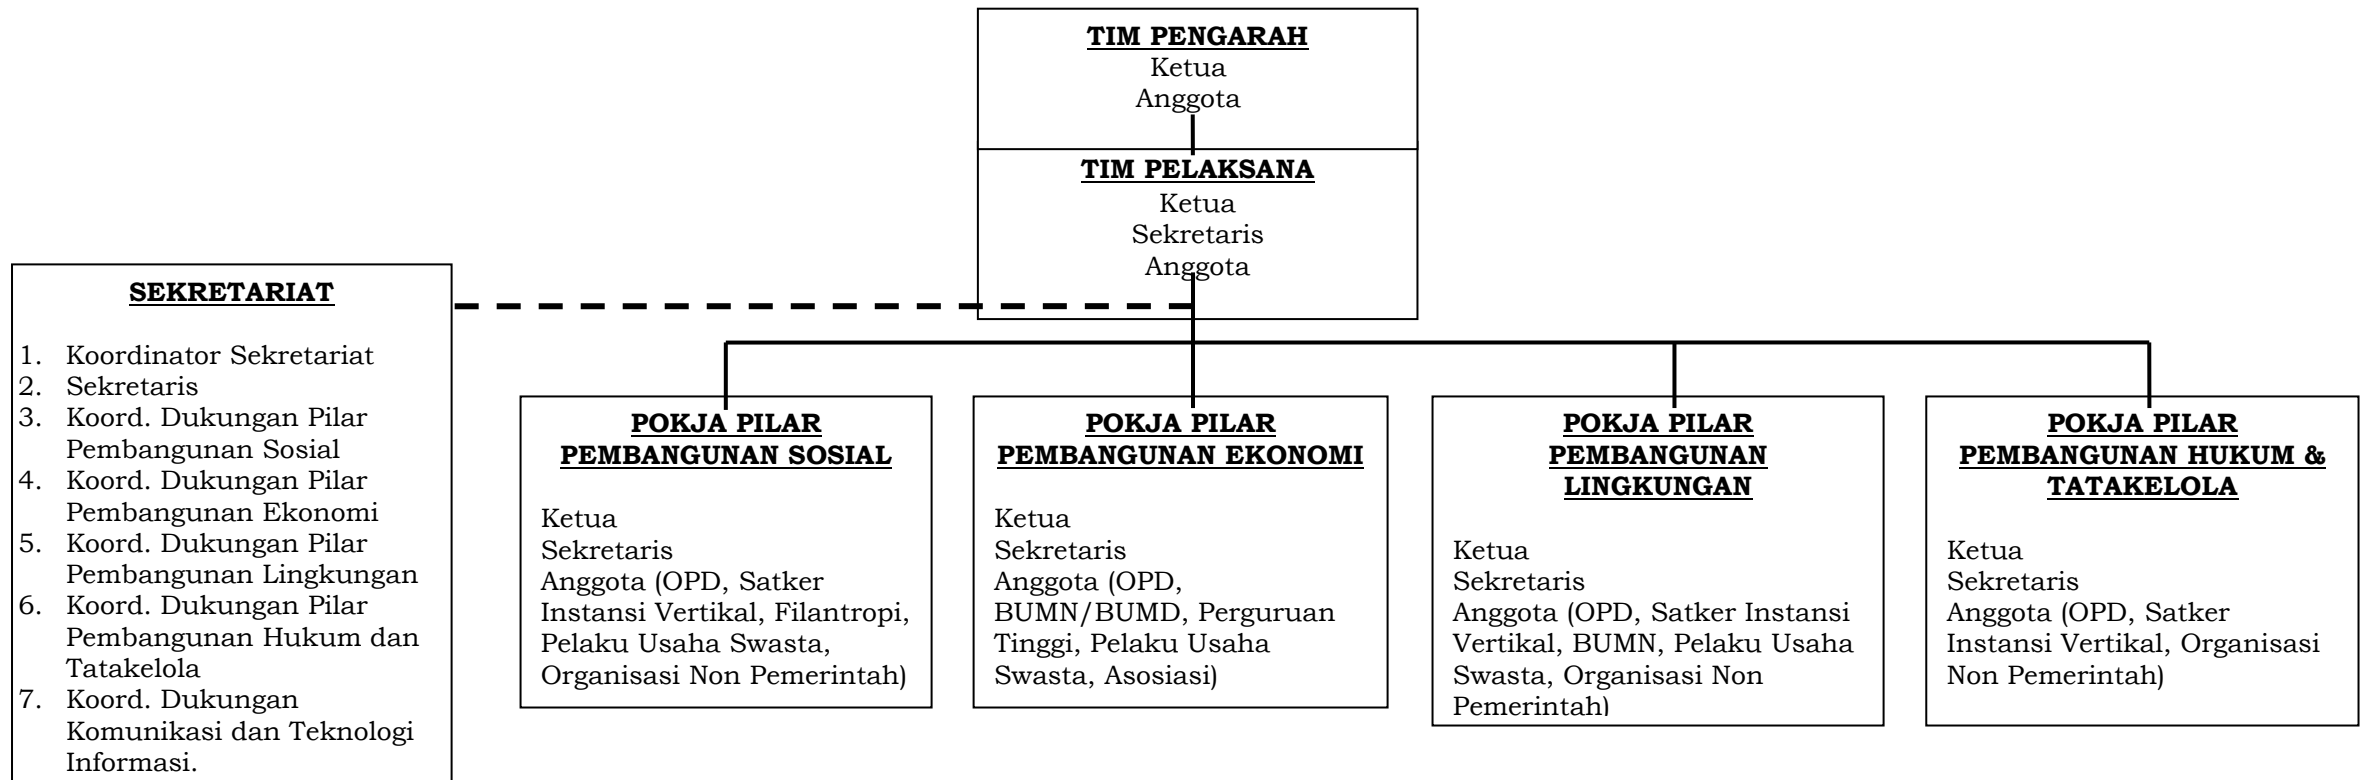 TIM PENGARAH
Ketua
Anggota
TIM PELAKSANA
Ketua
Sekretaris
Anggota
SEKRETARIAT
1. Koordinator Sekretariat
2. Sekretaris
3. Koord. Dukungan Pilar
Pembangunan Sosial
4. Koord. Dukungan Pilar
Pembangunan Ekonomi
5. Koord. Dukungan Pilar
Pembangunan Lingkungan
6. Koord. Dukungan Pilar
Pembangunan Hukum dan
Tatakelola
7. Koord. Dukungan
Komunikasi dan Teknologi
Informasi.
POKJA PILAR
PEMBANGUNAN SOSIAL
Ketua
Sekretaris
Anggota (OPD, Satker
Instansi Vertikal, Filantropi,
Pelaku Usaha Swasta,
Organisasi Non Pemerintah)
POKJA PILAR
PEMBANGUNAN EKONOMI
Ketua
Sekretaris
Anggota (OPD,
BUMN/BUMD, Perguruan
Tinggi, Pelaku Usaha
Swasta, Asosiasi)
POKJA PILAR
PEMBANGUNAN
LINGKUNGAN
Ketua
Sekretaris
Anggota (OPD, Satker Instansi
Vertikal, BUMN, Pelaku Usaha
Swasta, Organisasi Non
Pemerintah)
POKJA PILAR
PEMBANGUNAN HUKUM &
TATAKELOLA
Ketua
Sekretaris
Anggota (OPD, Satker
Instansi Vertikal, Organisasi
Non Pemerintah)